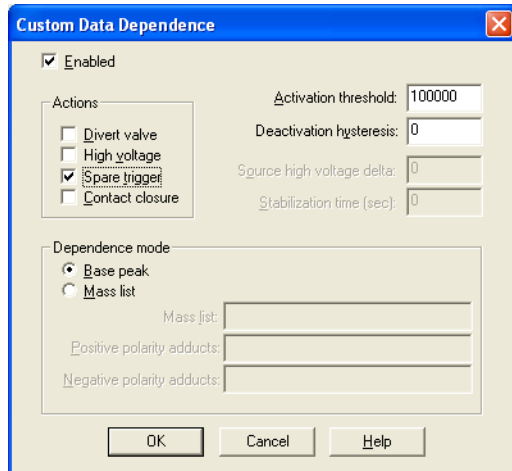 Custom Data Dependence
Enabled
Actions
Divert valve
High voltage
Spare trigger
Contact closure
Activation threshold: 100000
Deactivation hysteresis: 0
Source high voltage delta: 0
Stabilization time (sec): 0
Dependence mode
Base peak
Mass list
Mass list:
Positive polarity adducts:
Negative polarity adducts:
OK Cancel Help